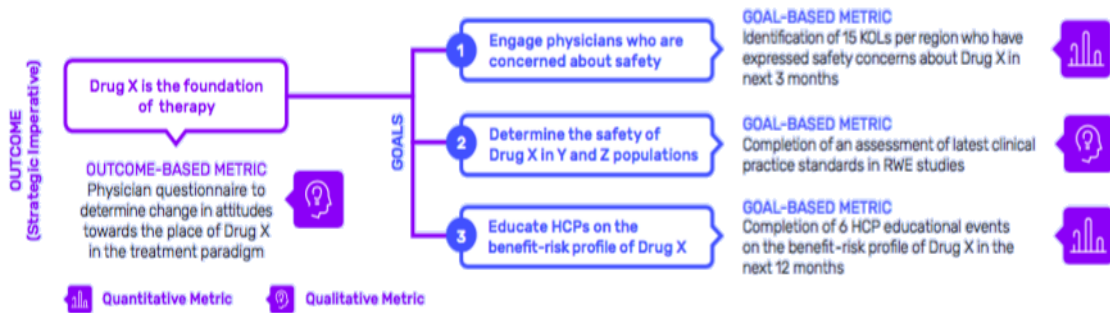 OUTCOME
(Strategic Imperative)
Drug X is the foundation
of therapy
OUTCOME-BASED METRIC
Physician questionnaire to
determine change in attitudes
towards the place of Drug X
in the treatment paradigm
GOALS
1
Engage physicians who are
concerned about safety
GOAL-BASED METRIC
Identification of 15 KOLs per region who have
expressed safety concerns about Drug X in
next 3 months
2
Determine the safety of
Drug X in Y and Z populations
GOAL-BASED METRIC
Completion of an assessment of latest clinical
practice standards in RWE studies
3
Educate HCPs on the
benefit-risk profile of Drug X
GOAL-BASED METRIC
Completion of 6 HCP educational events
on the benefit-risk profile of Drug X in the
next 12 months
Quantitative Metric
Qualitative Metric